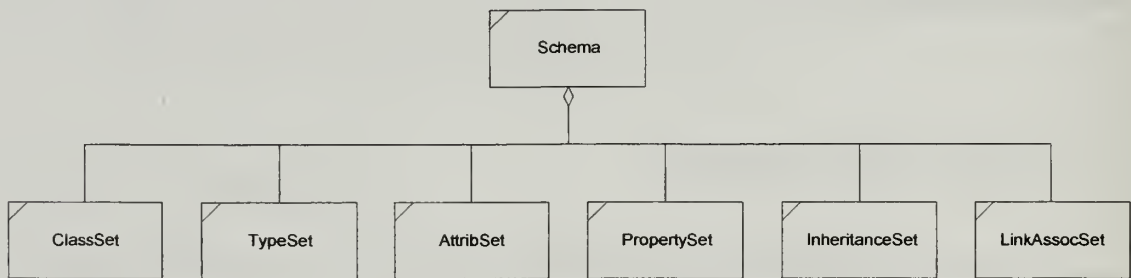 Schema
ClassSet
TypeSet
AttribSet
PropertySet
InheritanceSet
LinkAssocSet